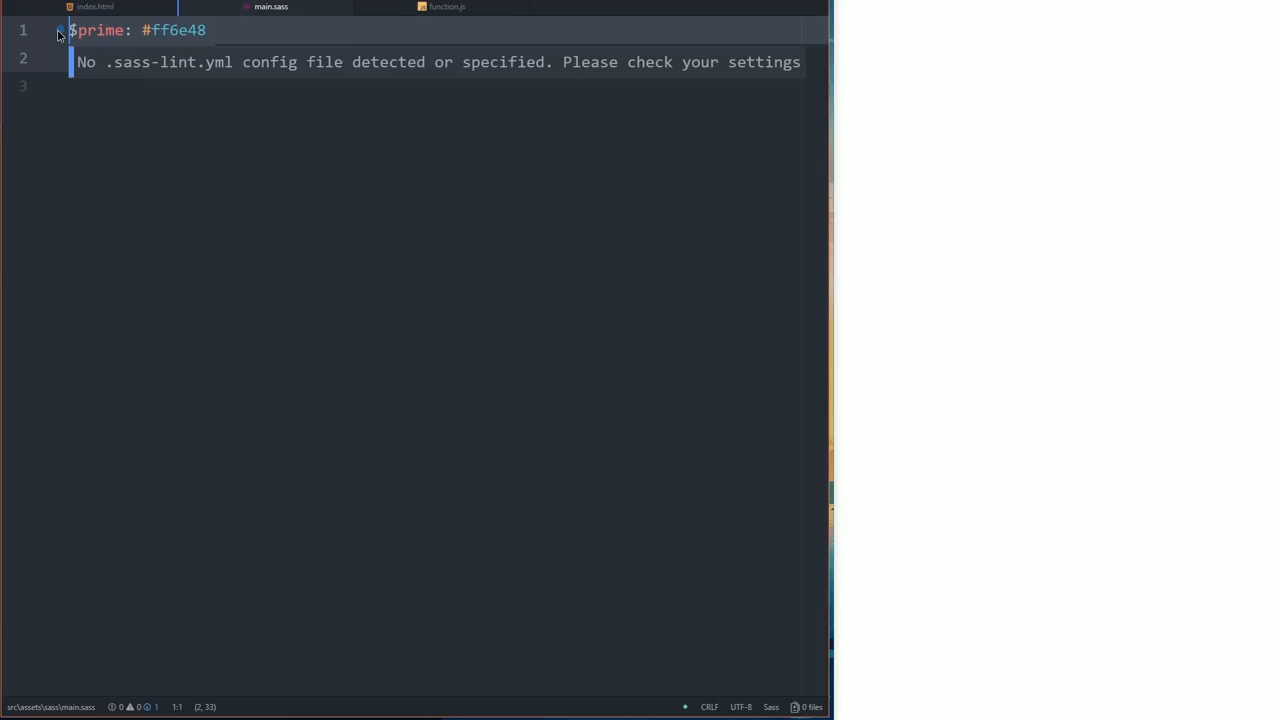 index.html
main.sass
function.js
1 $prime: #ff6e48
2 No .sass-lint.yml config file detected or specified. Please check your settings
3
src\assets\sass\main.sass 0 0 1 1:1 (2, 33) CRLF UTF-8 Sass 0 files